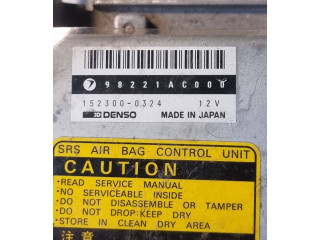 7 98221AC000
152300-0324 12V
DENSO MADE IN JAPAN
SRS AIR BAG CONTROL UNIT
CAUTION
•READ SERVICE MANUAL
•NO SERVICEABLE INSIDE
•DO NOT DISASSEMBLE OR TAMPER
•DO NOT DROP.KEEP DRY
•STORE IN CLEAN DRY AREA
注意